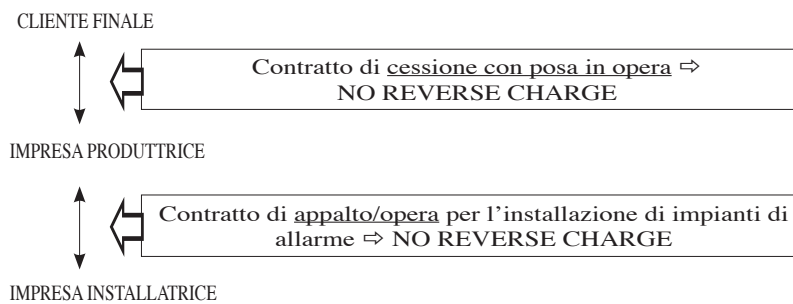 CLIENTE FINALE
Contratto di cessione con posa in opera ⇨
NO REVERSE CHARGE
IMPRESA PRODUTTRICE
Contratto di appalto/opera per l’installazione di impianti di
allarme ⇨ NO REVERSE CHARGE
IMPRESA INSTALLATRICE